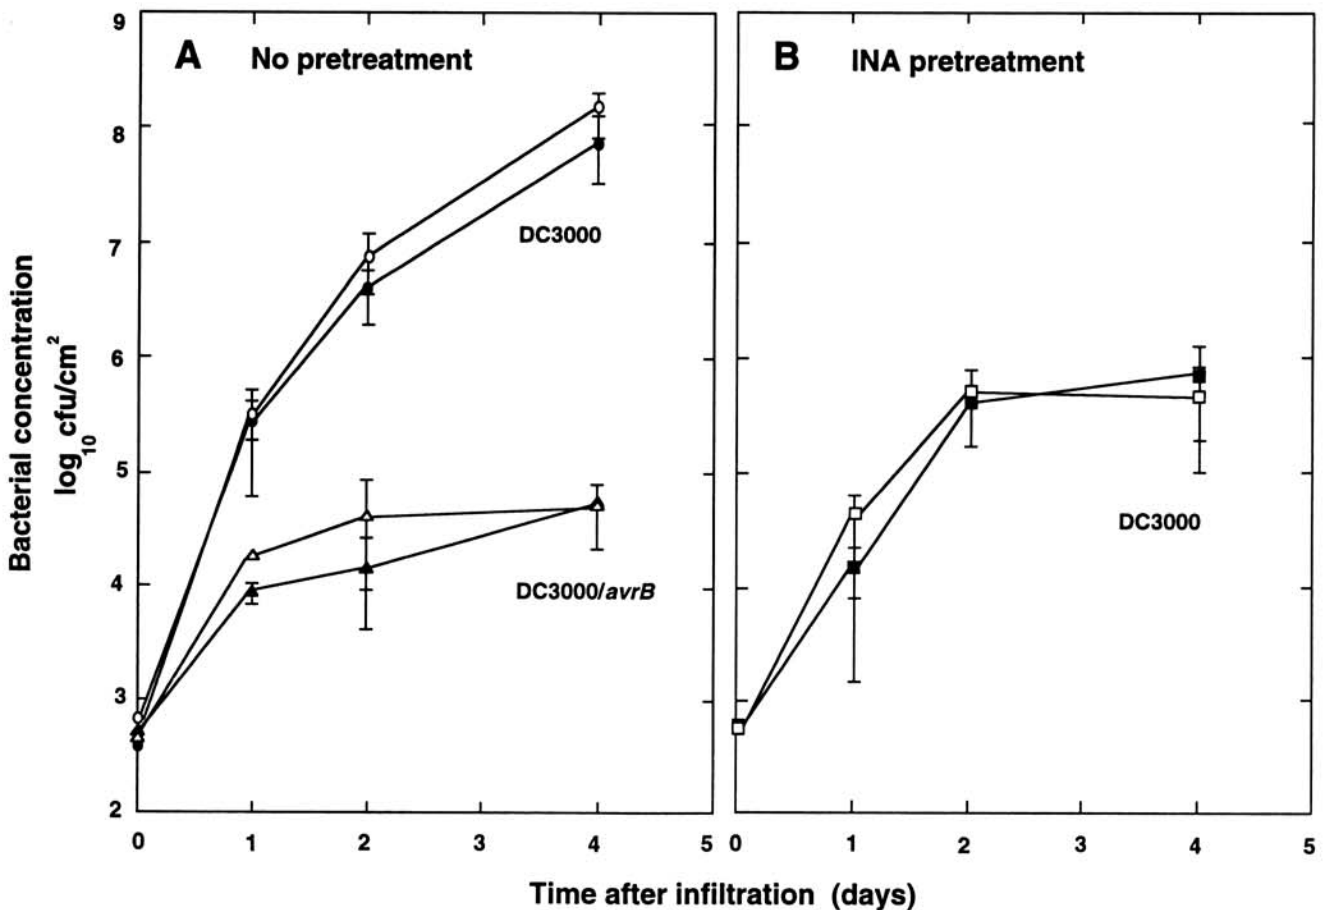 A No pretreatment
B INA pretreatment
9
8
7
6
5
4
3
2
Bacterial concentration
log10 cfu/cm2
DC3000
DC3000/avrB
DC3000
0 1 2 3 4 5
0 1 2 3 4 5
Time after infiltration (days)